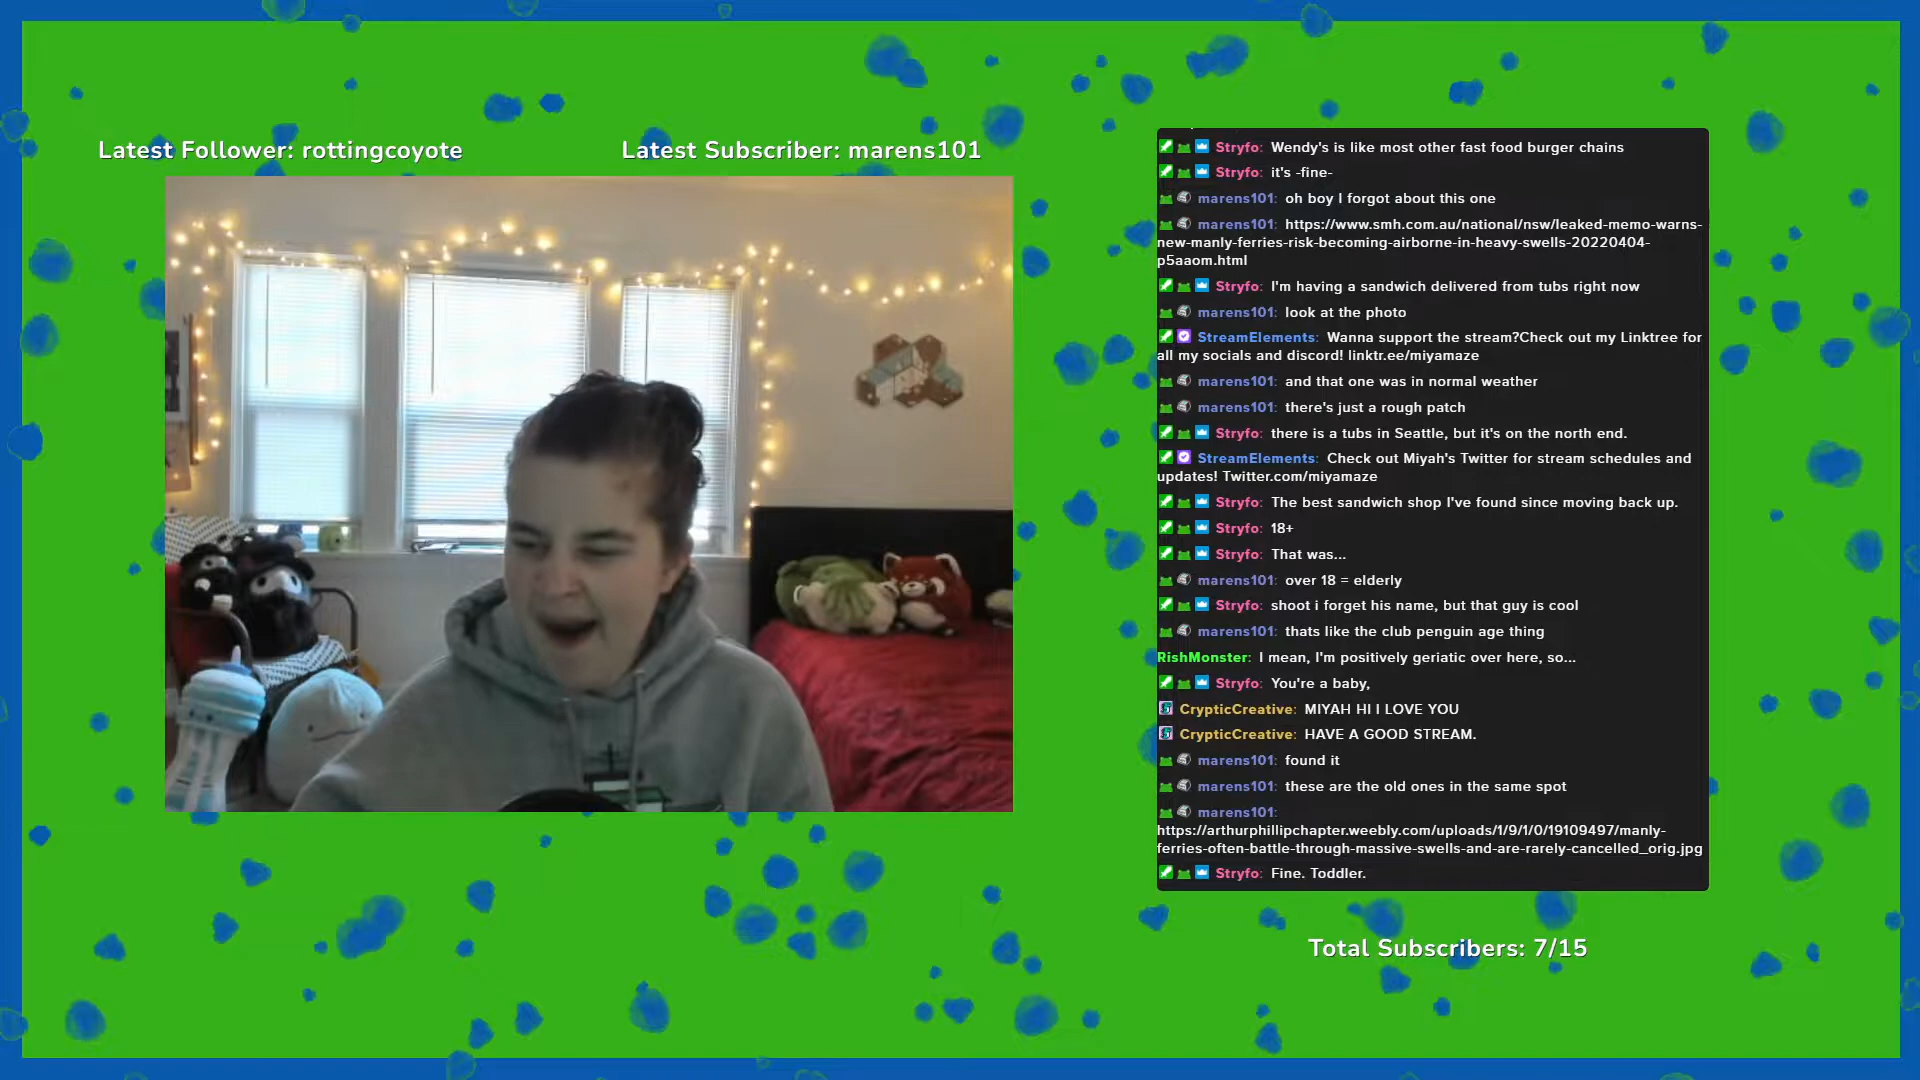 Latest Follower: rottingcoyote
Latest Subscriber: marens101
Stryfo: Wendy's is like most other fast food burger chains
Stryfo: it's -fine-
marens101: oh boy I forgot about this one
marens101: https://www.smh.com.au/national/nsw/leaked-memo-warns-
new-manly-ferries-risk-becoming-airborne-in-heavy-swells-20220404-
p5aaom.html
Stryfo: I'm having a sandwich delivered from tubs right now
marens101: look at the photo
StreamElements: Wanna support the stream?Check out my Linktree for
all my socials and discord! linktr.ee/miyamaze
marens101: and that one was in normal weather
marens101: there's just a rough patch
Stryfo: there is a tubs in Seattle, but it's on the north end.
StreamElements: Check out Miyah's Twitter for stream schedules and
updates! Twitter.com/miyamaze
Stryfo: The best sandwich shop I've found since moving back up.
Stryfo: 18+
Stryfo: That was...
marens101: over 18 = elderly
Stryfo: shoot i forget his name, but that guy is cool
marens101: thats like the club penguin age thing
RishMonster: I mean, I'm positively geriatic over here, so...
Stryfo: You're a baby,
CrypticCreative: MIYAH HI I LOVE YOU
CrypticCreative: HAVE A GOOD STREAM.
marens101: found it
marens101: these are the old ones in the same spot
marens101:
https://arthurphillipchapter.weebly.com/uploads/1/9/1/0/19109497/manly-
ferries-often-battle-through-massive-swells-and-are-rarely-cancelled_orig.jpg
Stryfo: Fine. Toddler.
Total Subscribers: 7/15